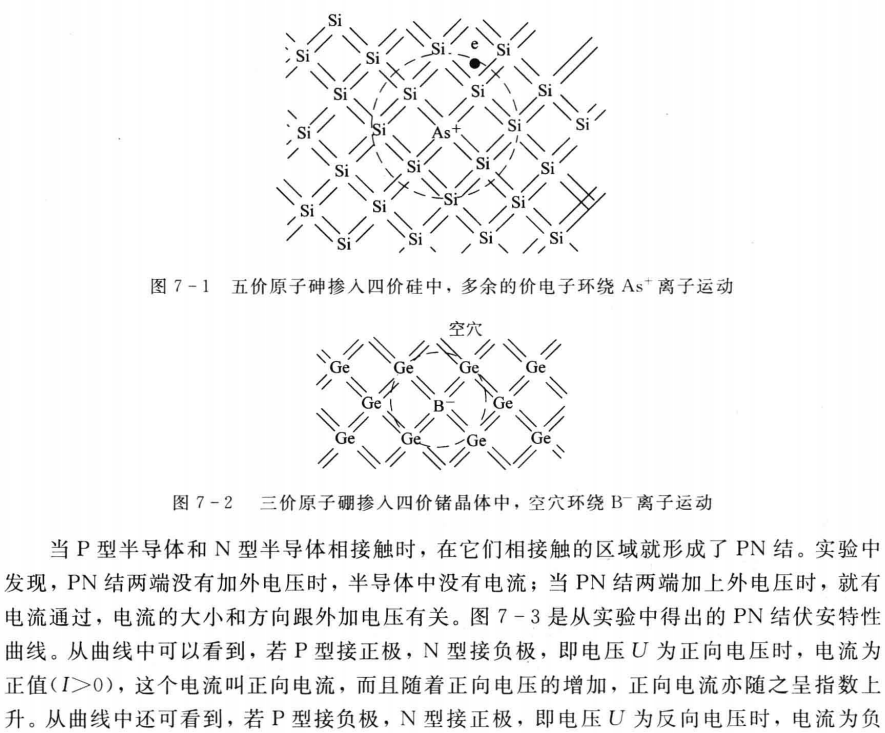 Si
Si Si Si e Si
Si Si Si Si
Si Si As⁺ Si Si
Si Si Si Si
Si Si Si Si
Si Si Si Si
图 7-1 五价原子砷掺入四价硅中，多余的价电子环绕 As⁺ 离子运动
空穴
Ge Ge Ge Ge
Ge B⁻ Ge
Ge Ge Ge Ge
图 7-2 三价原子硼掺入四价锗晶体中，空穴环绕 B⁻ 离子运动
当 P 型半导体和 N 型半导体相接触时，在它们相接触的区域就形成了 PN 结。实验中
发现，PN 结两端没有加外电压时，半导体中没有电流；当 PN 结两端加上外电压时，就有
电流通过，电流的大小和方向跟外加电压有关。图 7-3 是从实验中得出的 PN 结伏安特性
曲线。从曲线中可以看到，若 P 型接正极，N 型接负极，即电压 U 为正向电压时，电流为
正值(I>0)，这个电流叫正向电流，而且随着正向电压的增加，正向电流亦随之呈指数上
升。从曲线中还可看到，若 P 型接负极，N 型接正极，即电压 U 为反向电压时，电流为负